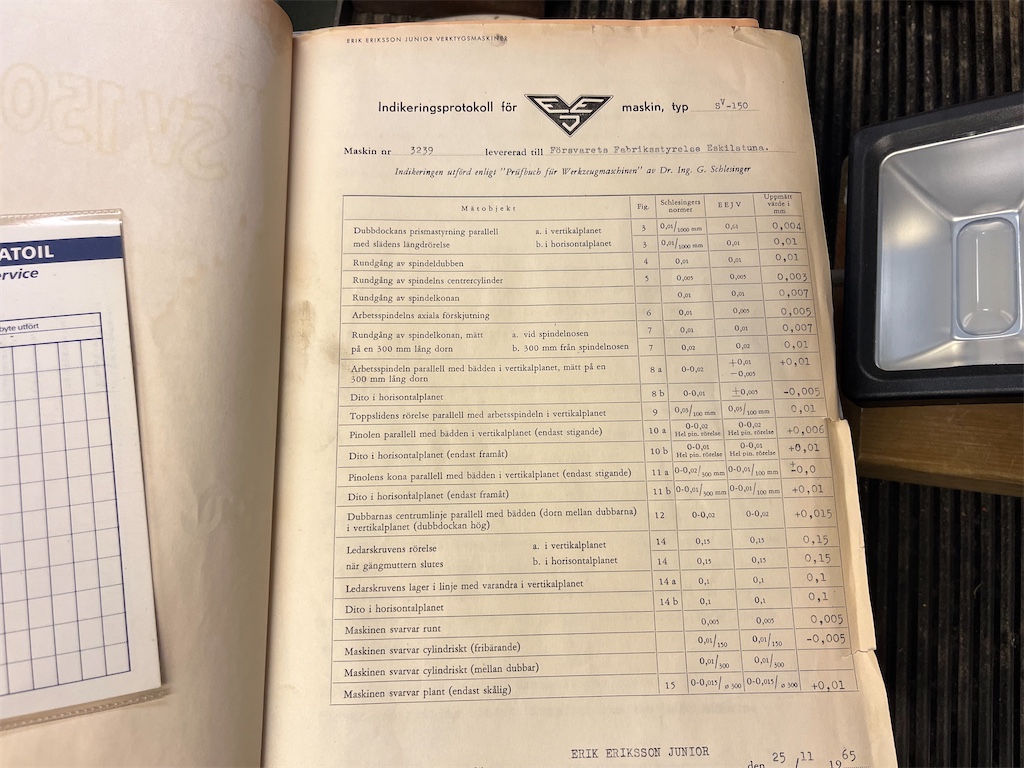 ERIK ERIKSSON JUNIOR VERKTYGSMASKINER
Indikeringsprotokoll för EEJ maskin, typ SV-150
Maskin nr 3239 levererad till Försvarets Fabriksstyrelse Eskilstuna.
Indikeringen utförd enligt "Prüfbuch für Werkzeugmaschinen" av Dr. Ing. G. Schlesinger
Mätobjekt Fig. Schlesingers normer EEJV Uppmätt värde i mm
Dubbdockans prismastyrning parallell a. i vertikalplanet 3 0,01/1000 mm 0,01 0,004
med slädens längdrörelse b. i horisontalplanet 3 0,01/1000 mm 0,01 0,01
Rundgång av spindeldubben 4 0,01 0,01 0,01
Rundgång av spindelns centrercylinder 5 0,005 0,005 0,003
Rundgång av spindelkonan 0,01 0,01 0,007
Arbetsspindelns axiala förskjutning 6 0,01 0,005 0,005
Rundgång av spindelkonan, mätt a. vid spindelnosen 7 0,01 0,01 0,007
på en 300 mm lång dorn b. 300 mm från spindelnosen 7 0,02 0,02 0,01
Arbetsspindeln parallell med bädden i vertikalplanet, mätt på en
300 mm lång dorn 8 a 0-0,02 +0,01 −0,005 +0,01
Dito i horisontalplanet 8 b 0-0,01 ±0,005 -0,005
Toppslidens rörelse parallell med arbetsspindeln i vertikalplanet 9 0,05/100 mm 0,05/100 mm 0,01
Pinolen parallell med bädden i vertikalplanet (endast stigande) 10 a 0-0,02 Hel pin. rörelse 0-0,02 Hel pin. rörelse +0,006
Dito i horisontalplanet (endast framåt) 10 b 0-0,01 Hel pin. rörelse 0-0,01 Hel pin. rörelse +0,01
Pinolens kona parallell med bädden i vertikalplanet (endast stigande) 11 a 0-0,02/300 mm 0-0,01/100 mm ±0,0
Dito i horisontalplanet (endast framåt) 11 b 0-0,01/300 mm 0-0,01/100 mm +0,01
Dubbarnas centrumlinje parallell med bädden (dorn mellan dubbarna)
i vertikalplanet (dubbdockan hög) 12 0-0,02 0-0,02 +0,015
Ledarskruvens rörelse a. i vertikalplanet 14 0,15 0,15 0,15
när gängmuttern slutes b. i horisontalplanet 14 0,15 0,15 0,15
Ledarskruvens lager i linje med varandra i vertikalplanet 14 a 0,1 0,1 0,1
Dito i horisontalplanet 14 b 0,1 0,1 0,1
Maskinen svarvar runt 0,005 0,005 0,005
Maskinen svarvar cylindriskt (fribärande) 0,01/150 0,01/150 -0,005
Maskinen svarvar cylindriskt (mellan dubbar) 0,01/300 0,01/300
Maskinen svarvar plant (endast skålig) 15 0-0,015/ø 300 0-0,015/ø 300 +0,01
ERIK ERIKSSON JUNIOR
den 25/11 1965
ATOIL
ervice
byte utfört
SV 150